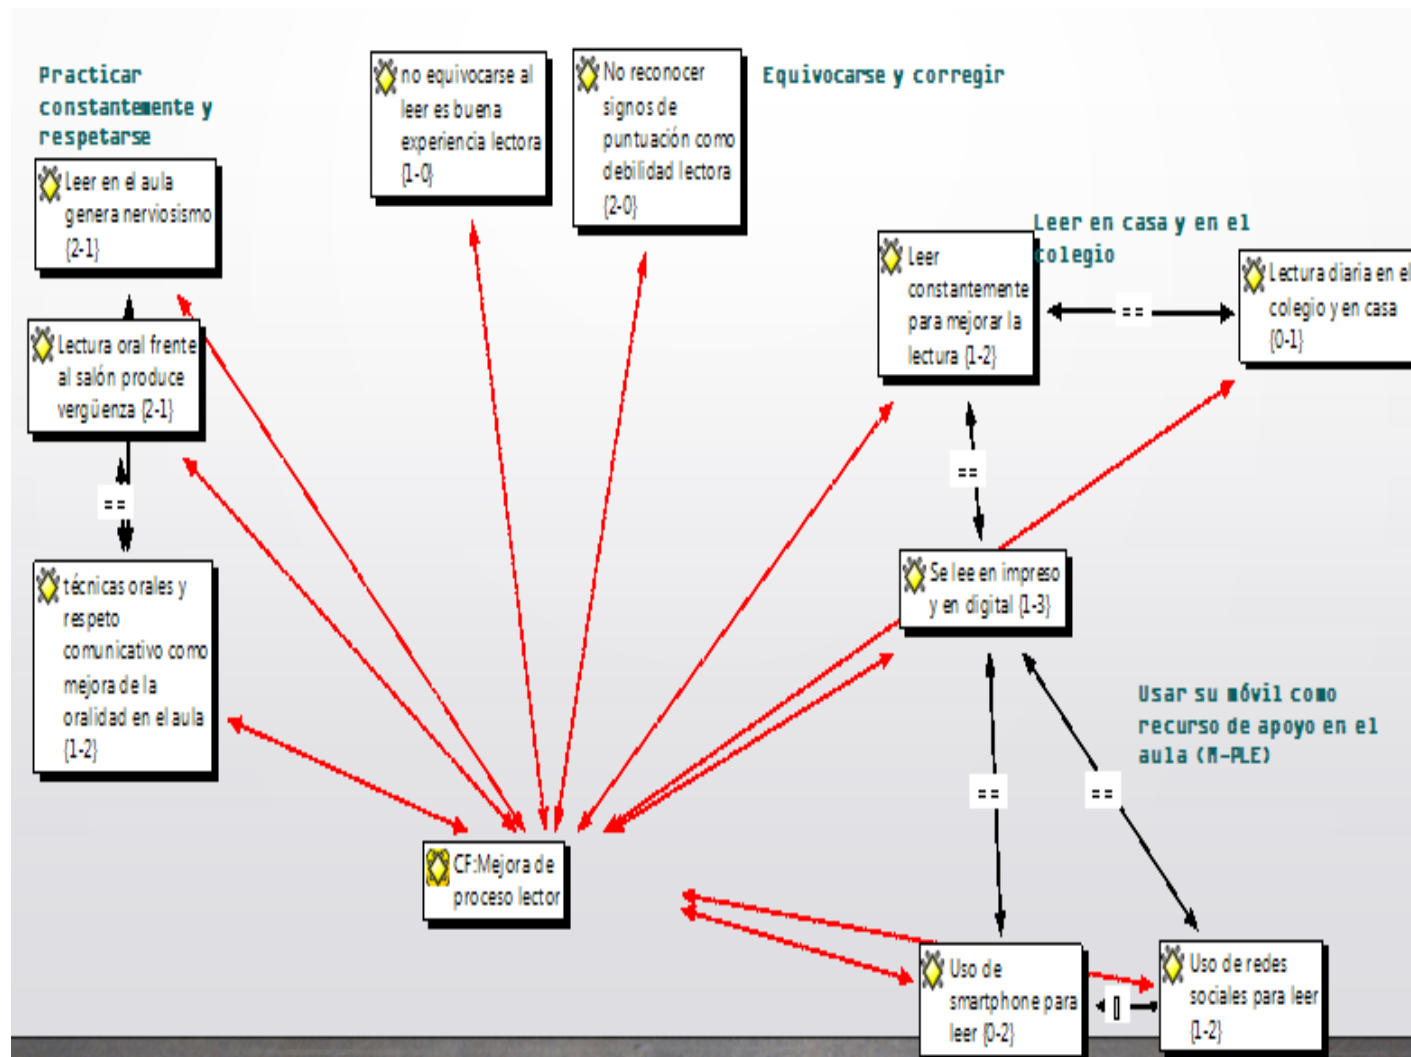 Practicar
constantemente y
respetarse
Leer en el aula
genera nerviosismo
{2-1}
Lectura oral frente
al salón produce
vergüenza {2-1}
==
técnicas orales y
respeto
comunicativo como
mejora de la
oralidad en el aula
{1-2}
no equivocarse al
leer es buena
experiencia lectora
{1-0}
No reconocer
signos de
puntuación como
debilidad lectora
{2-0}
Equivocarse y corregir
Leer en casa y en el
colegio
Leer
constantemente
para mejorar la
lectura {1-2}
==
Lectura diaria en el
colegio y en casa
{0-1}
==
Se lee en impreso
y en digital {1-3}
Usar su móvil como
recurso de apoyo en el
aula (M-PLE)
==
==
CF:Mejora de
proceso lector
Uso de
smartphone para
leer {0-2}
[]
Uso de redes
sociales para leer
{1-2}